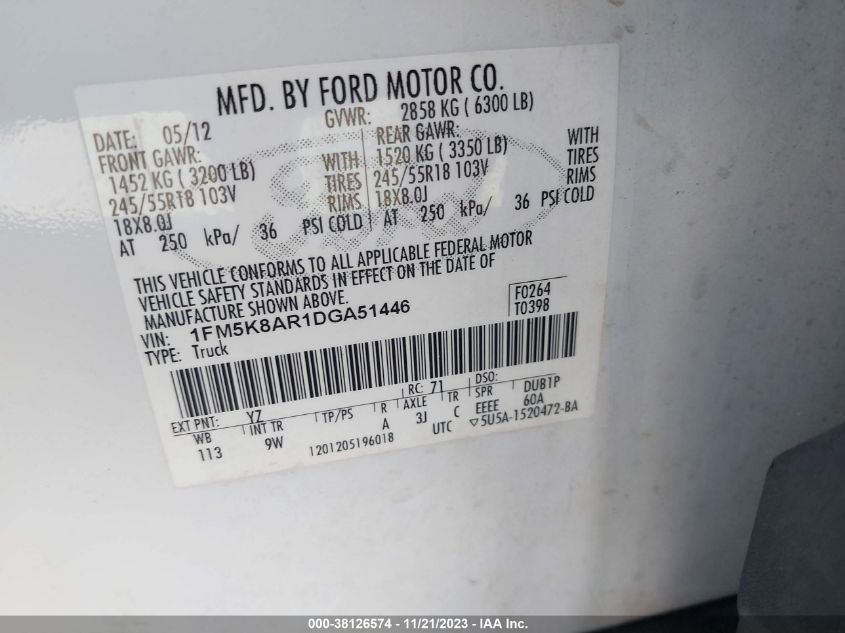 MFD. BY FORD MOTOR CO.
DATE: 05/12 GVWR: 2858 KG ( 6300 LB)
FRONT GAWR: REAR GAWR: WITH
1452 KG ( 3200 LB) WITH 1520 KG ( 3350 LB) TIRES
245/55R18 103V TIRES 245/55R18 103V RIMS
18X8.0J RIMS 18X8.0J
AT 250 kPa/ 36 PSI COLD AT 250 kPa/ 36 PSI COLD
THIS VEHICLE CONFORMS TO ALL APPLICABLE FEDERAL MOTOR
VEHICLE SAFETY STANDARDS IN EFFECT ON THE DATE OF
MANUFACTURE SHOWN ABOVE.
VIN: 1FM5K8AR1DGA51446 F0264
TYPE: Truck T0398
EXT PNT: YZ RC: 71 DSO:
WB INT TR TP/PS R AXLE TR SPR DUB1P
113 9W A 3J C EEEE 60A
1201205196018 UTC ▽5U5A-1520472-BA
000-38126574 — 11/21/2023 — IAA Inc.